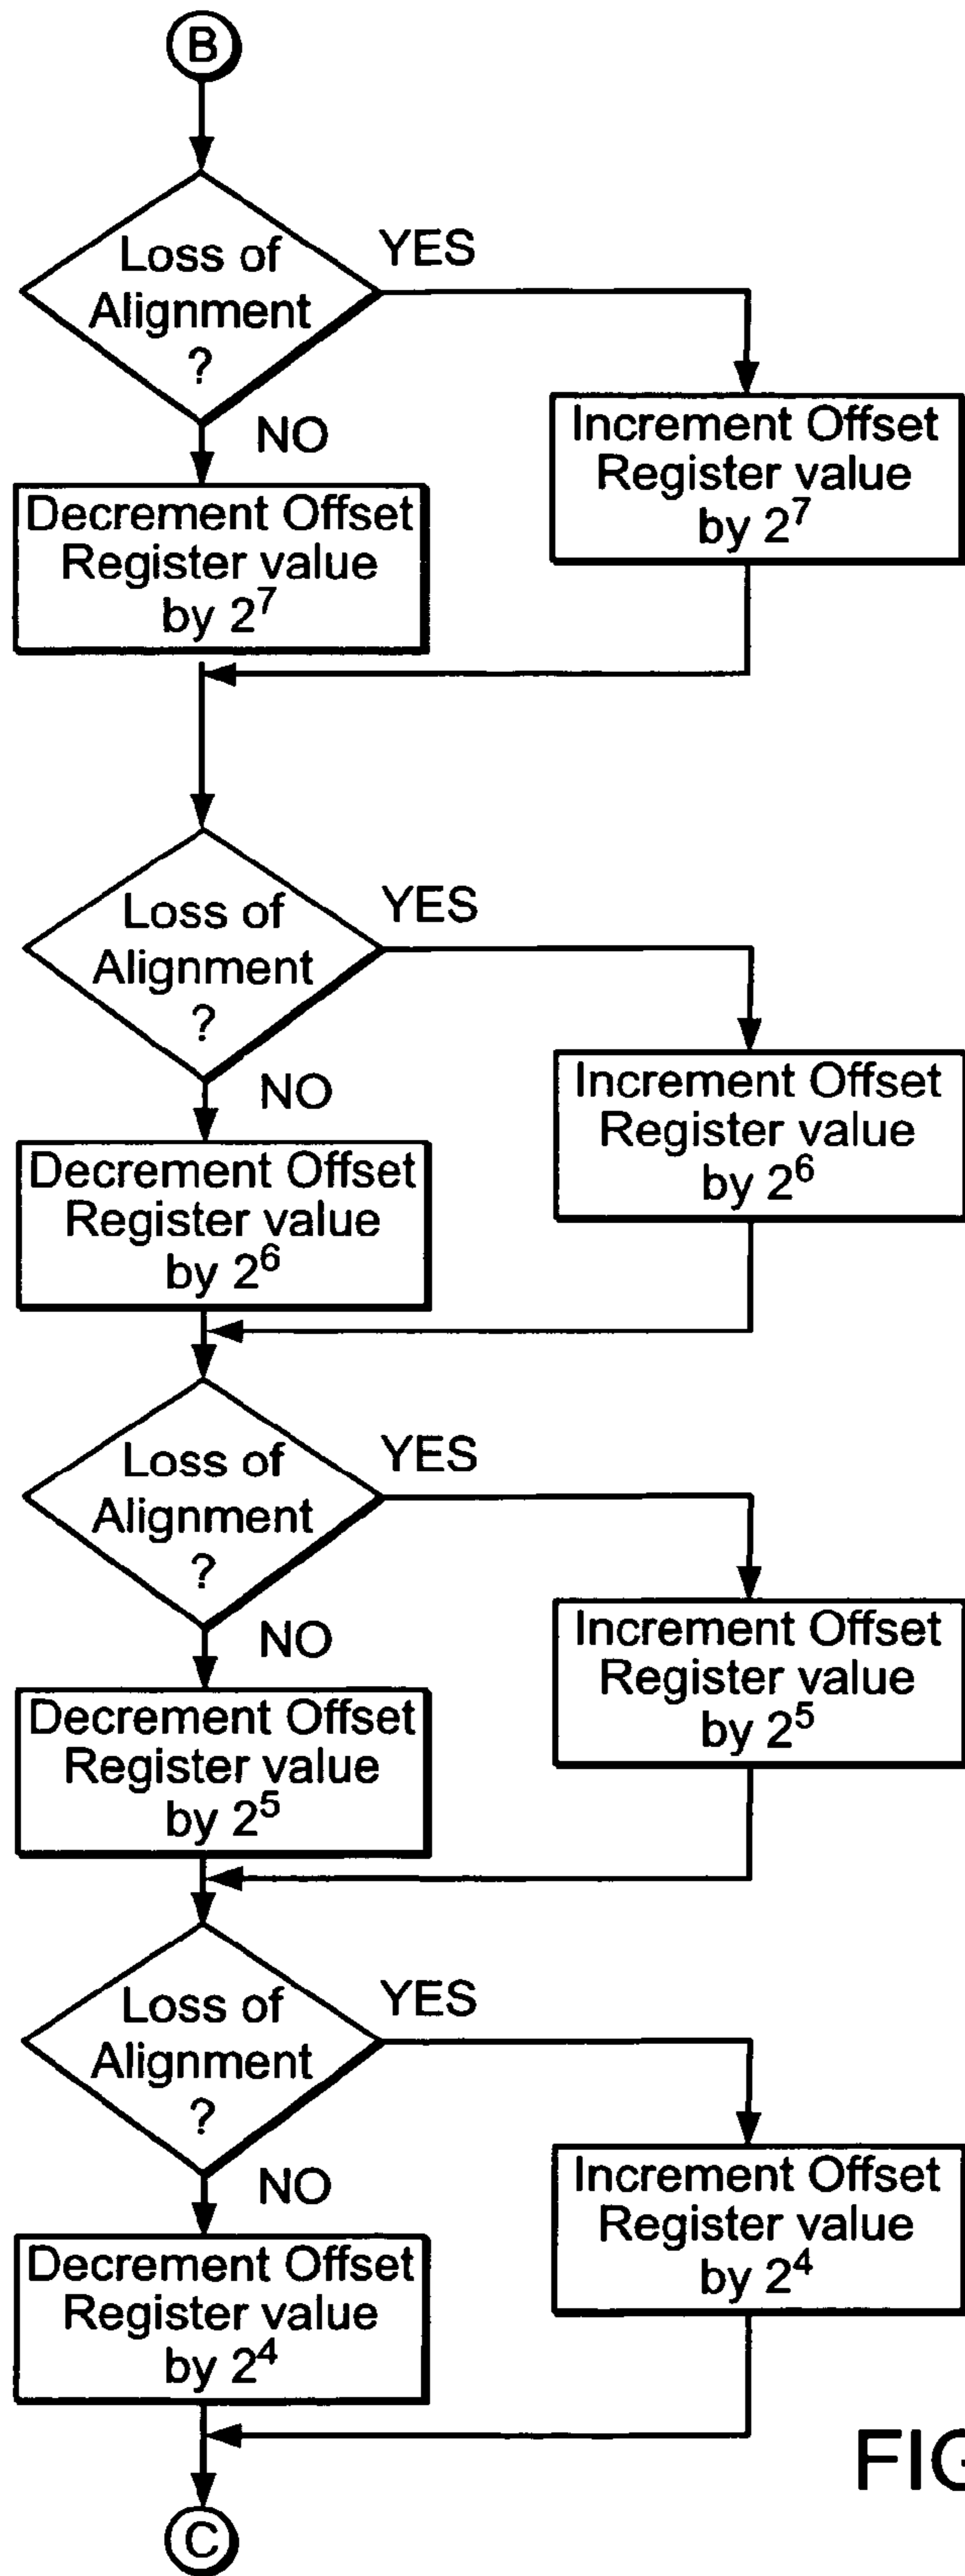 B
Loss of
Alignment
?
YES
NO
Increment Offset
Register value
by 2⁷
Decrement Offset
Register value
by 2⁷
Loss of
Alignment
?
YES
NO
Increment Offset
Register value
by 2⁶
Decrement Offset
Register value
by 2⁶
Loss of
Alignment
?
YES
NO
Increment Offset
Register value
by 2⁵
Decrement Offset
Register value
by 2⁵
Loss of
Alignment
?
YES
NO
Increment Offset
Register value
by 2⁴
Decrement Offset
Register value
by 2⁴
FIG
C